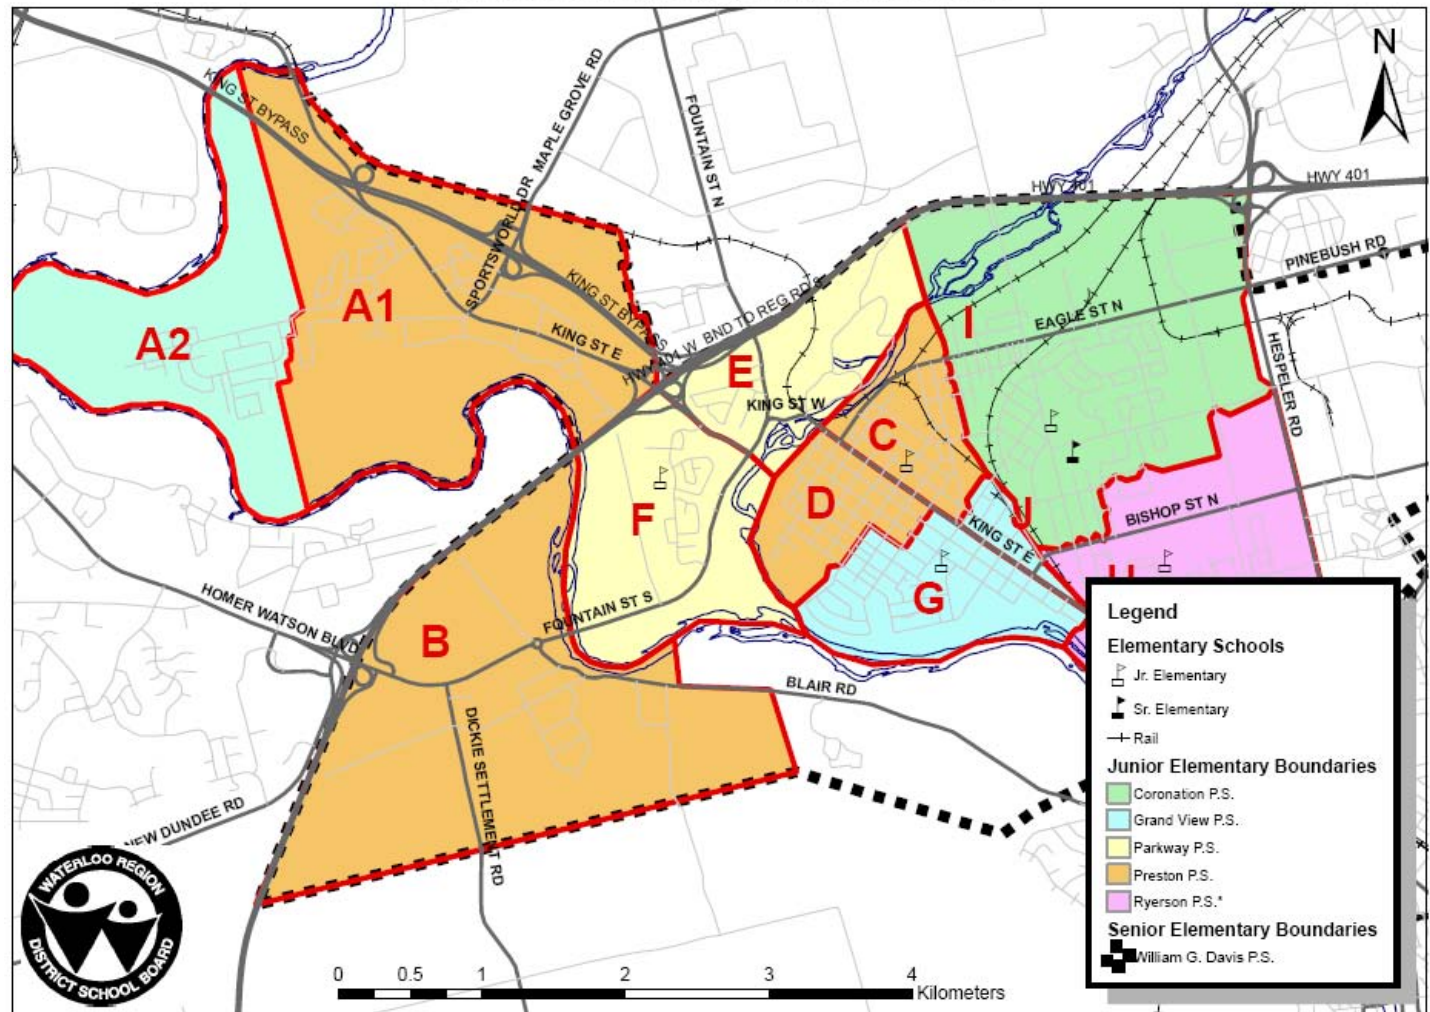 N
KING ST BYPASS
SPORTSWORLD DR
MAPLE GROVE RD
FOUNTAIN ST N
HWY 401
HWY 401
PINEBUSH RD
A1
A2
KING ST BYPASS
KING ST E
HWY 401 W BND TO REG RD 8
E
I
EAGLE ST N
HESPELER RD
KING ST W
C
D
F
J
BISHOP ST N
KING ST E
G
H
HOMER WATSON BLVD
FOUNTAIN ST S
B
BLAIR RD
DICKIE SETTLEMENT RD
NEW DUNDEE RD
WATERLOO REGION
DISTRICT SCHOOL BOARD
0 0.5 1 2 3 4
Kilometers
Legend
Elementary Schools
Jr. Elementary
Sr. Elementary
Rail
Junior Elementary Boundaries
Coronation P.S.
Grand View P.S.
Parkway P.S.
Preston P.S.
Ryerson P.S.*
Senior Elementary Boundaries
William G. Davis P.S.